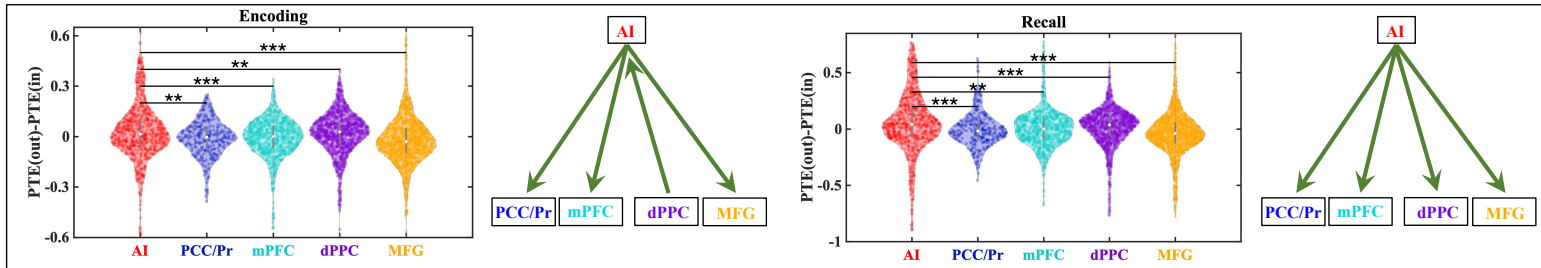 Encoding
PTE(out)-PTE(in)
0.6
0.3
0
-0.3
-0.6
***
**
***
**
AI
PCC/Pr
mPFC
dPPC
MFG
AI
PCC/Pr
mPFC
dPPC
MFG
Recall
PTE(out)-PTE(in)
0.5
0
-0.5
-1
***
***
**
***
AI
PCC/Pr
mPFC
dPPC
MFG
AI
PCC/Pr
mPFC
dPPC
MFG